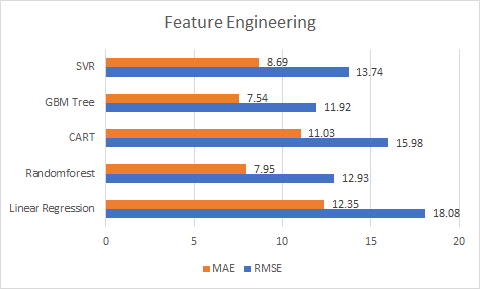 Feature Engineering
SVR
8.69
13.74
GBM Tree
7.54
11.92
CART
11.03
15.98
Randomforest
7.95
12.93
Linear Regression
12.35
18.08
0 5 10 15 20
MAE RMSE